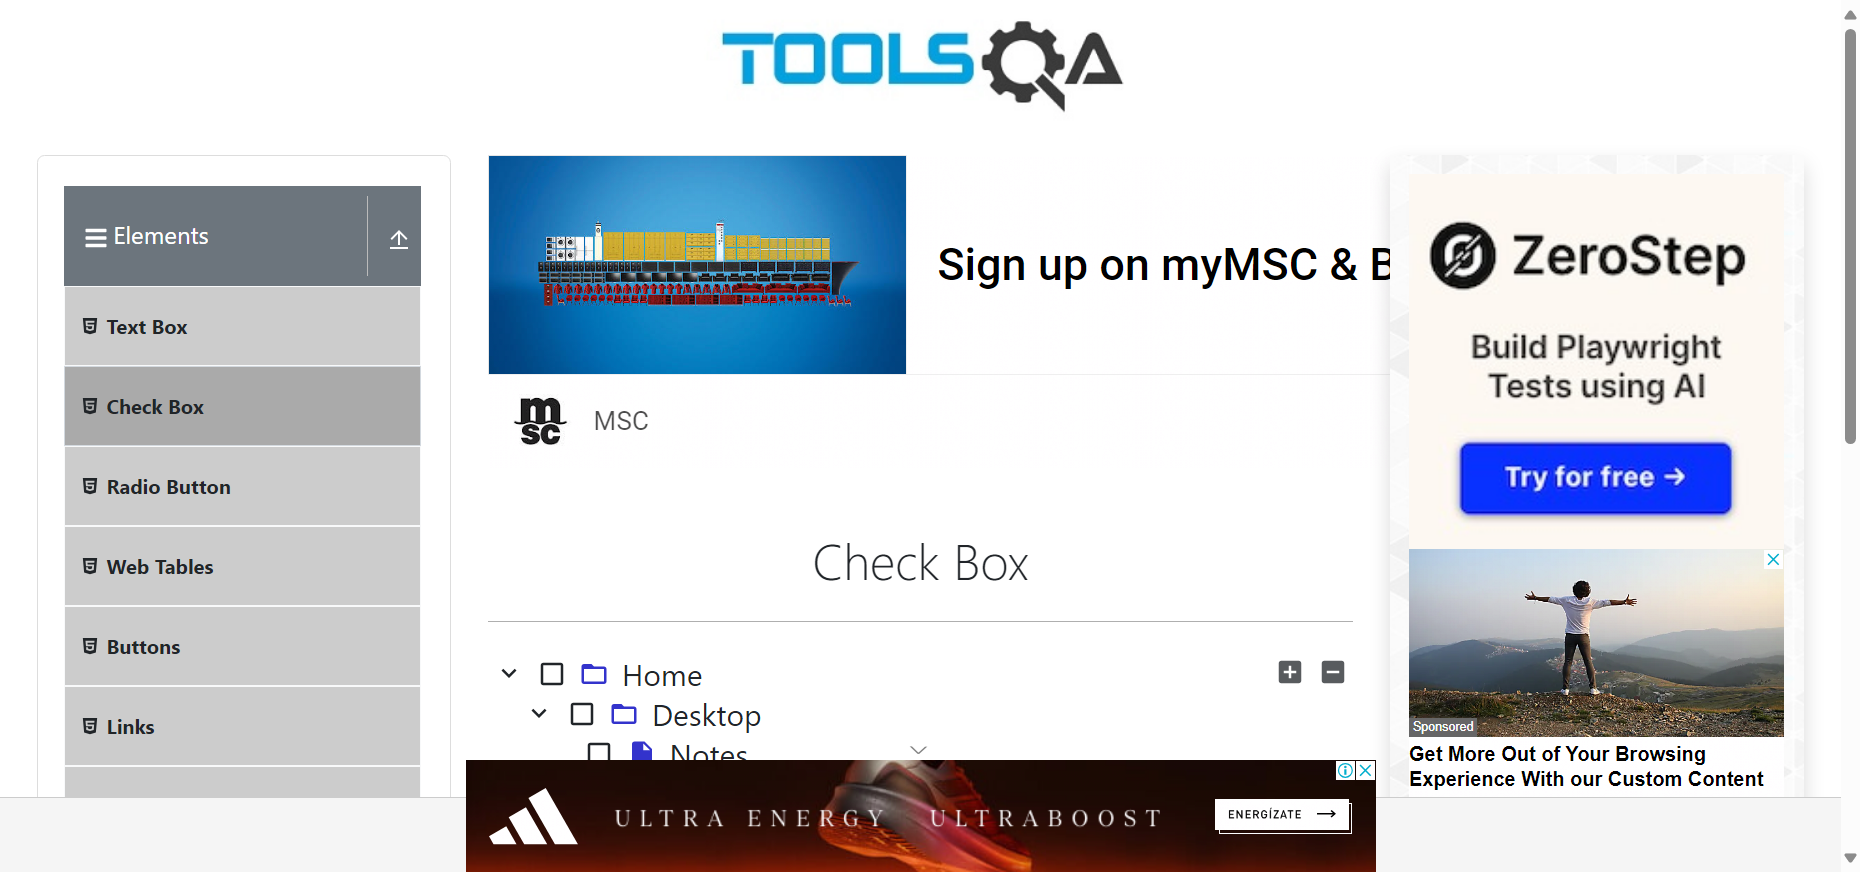 TOOLSQA
Elements
Text Box
Check Box
Radio Button
Web Tables
Buttons
Links
Sign up on myMSC & B
msc
MSC
Check Box
Home
Desktop
Notes
ULTRA ENERGY ULTRABOOST
ENERGÍZATE →
ZeroStep
Build Playwright
Tests using AI
Try for free →
Sponsored
Get More Out of Your Browsing
Experience With our Custom Content